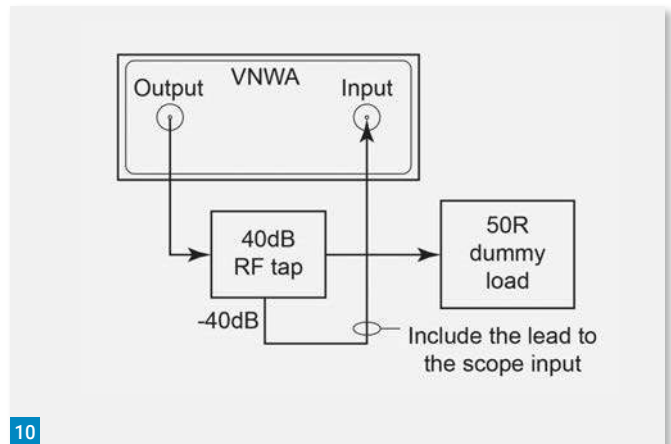 VNWA
Output
Input
40dB
RF tap
50R
dummy
load
-40dB
Include the lead to
the scope input
10